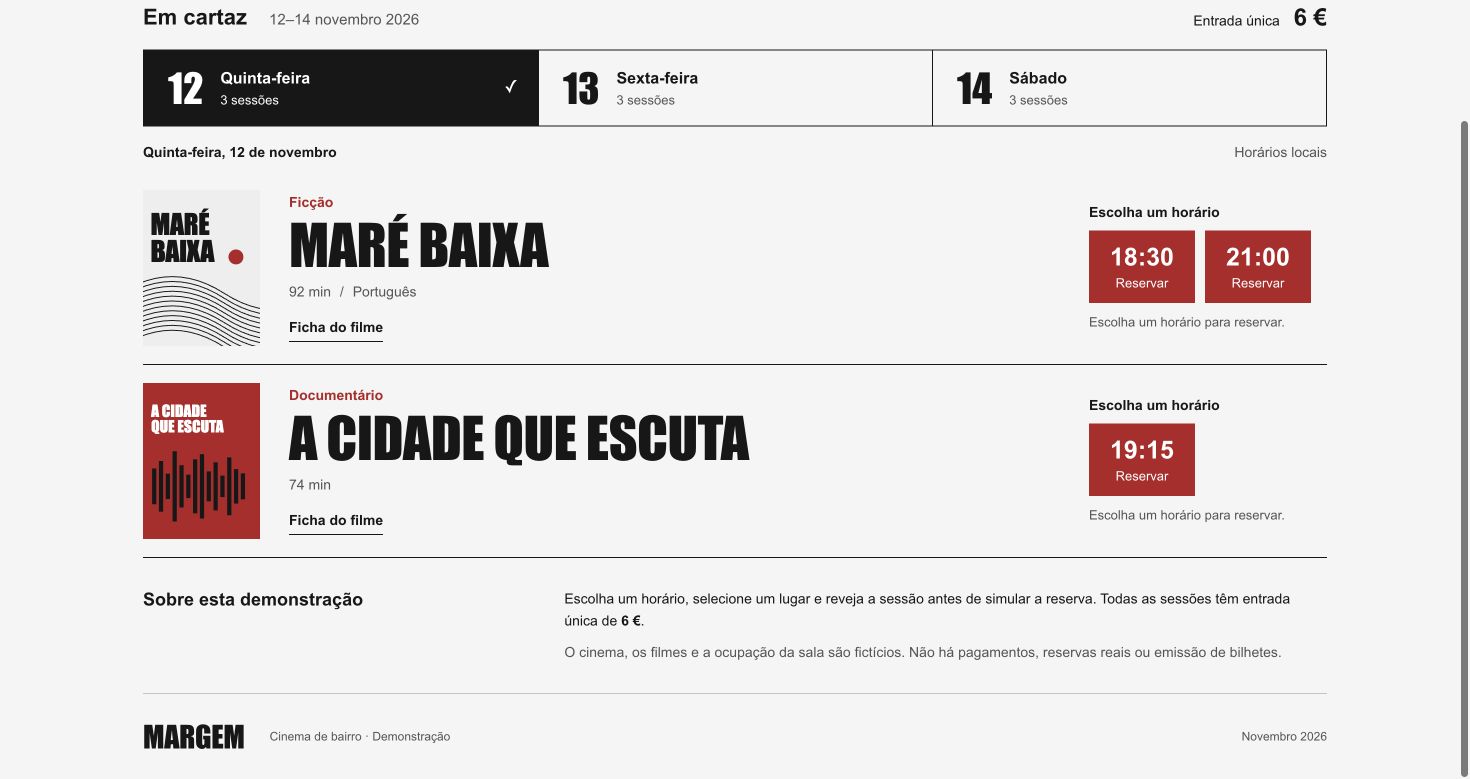 Em cartaz 12–14 novembro 2026 Entrada única 6 €
12 Quinta-feira 3 sessões ✓
13 Sexta-feira 3 sessões
14 Sábado 3 sessões
Quinta-feira, 12 de novembro Horários locais
MARÉ
BAIXA
Ficção
MARÉ BAIXA
92 min / Português
Ficha do filme
Escolha um horário
18:30 21:00
Reservar Reservar
Escolha um horário para reservar.
A CIDADE
QUE ESCUTA
Documentário
A CIDADE QUE ESCUTA
74 min
Ficha do filme
Escolha um horário
19:15
Reservar
Escolha um horário para reservar.
Sobre esta demonstração
Escolha um horário, selecione um lugar e reveja a sessão antes de simular a reserva. Todas as sessões têm entrada
única de 6 €.
O cinema, os filmes e a ocupação da sala são fictícios. Não há pagamentos, reservas reais ou emissão de bilhetes.
MARGEM Cinema de bairro · Demonstração Novembro 2026